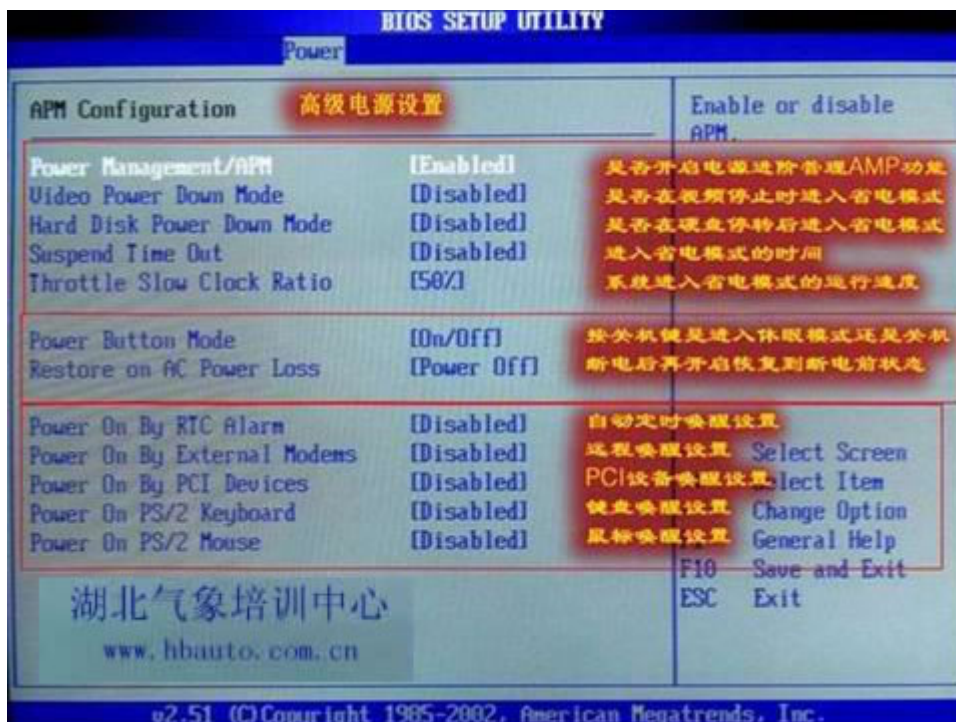 BIOS SETUP UTILITY
Power
APM Configuration 高级电源设置
Enable or disable
APM.
Power Management/APM [Enabled] 是否开启电源进阶管理AMP功能
Video Power Down Mode [Disabled] 是否在视频停止时进入省电模式
Hard Disk Power Down Mode [Disabled] 是否在硬盘停转后进入省电模式
Suspend Time Out [Disabled] 进入省电模式的时间
Throttle Slow Clock Ratio [50%] 系统进入省电模式的运行速度
Power Button Mode [On/Off] 按关机键是进入休眠模式还是关机
Restore on AC Power Loss [Power Off] 断电后再开启恢复到断电前状态
Power On By RTC Alarm [Disabled] 自动定时唤醒设置
Power On By External Modems [Disabled] 远程唤醒设置 Select Screen
Power On By PCI Devices [Disabled] PCI设备唤醒设置 Select Item
Power On PS/2 Keyboard [Disabled] 键盘唤醒设置 Change Option
Power On PS/2 Mouse [Disabled] 鼠标唤醒设置 General Help
F10 Save and Exit
ESC Exit
湖北气象培训中心
www.hbauto.com.cn
v2.51 (C)Copyright 1985-2002, American Megatrends, Inc.